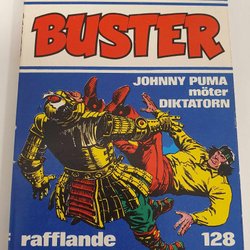 BUSTER
JOHNNY PUMA
möter
DIKTATORN
rafflande
128